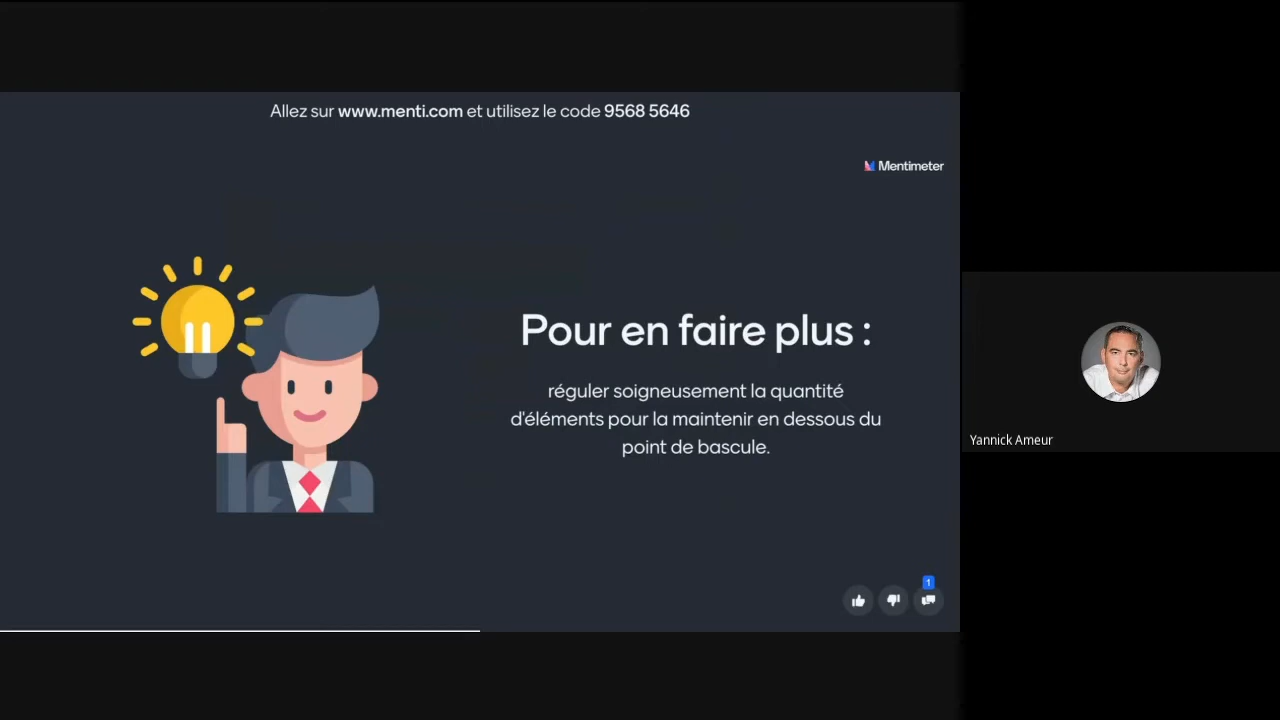 Allez sur www.menti.com et utilisez le code 9568 5646
Mentimeter
Pour en faire plus :
réguler soigneusement la quantité
d'éléments pour la maintenir en dessous du
point de bascule.
Yannick Ameur
1